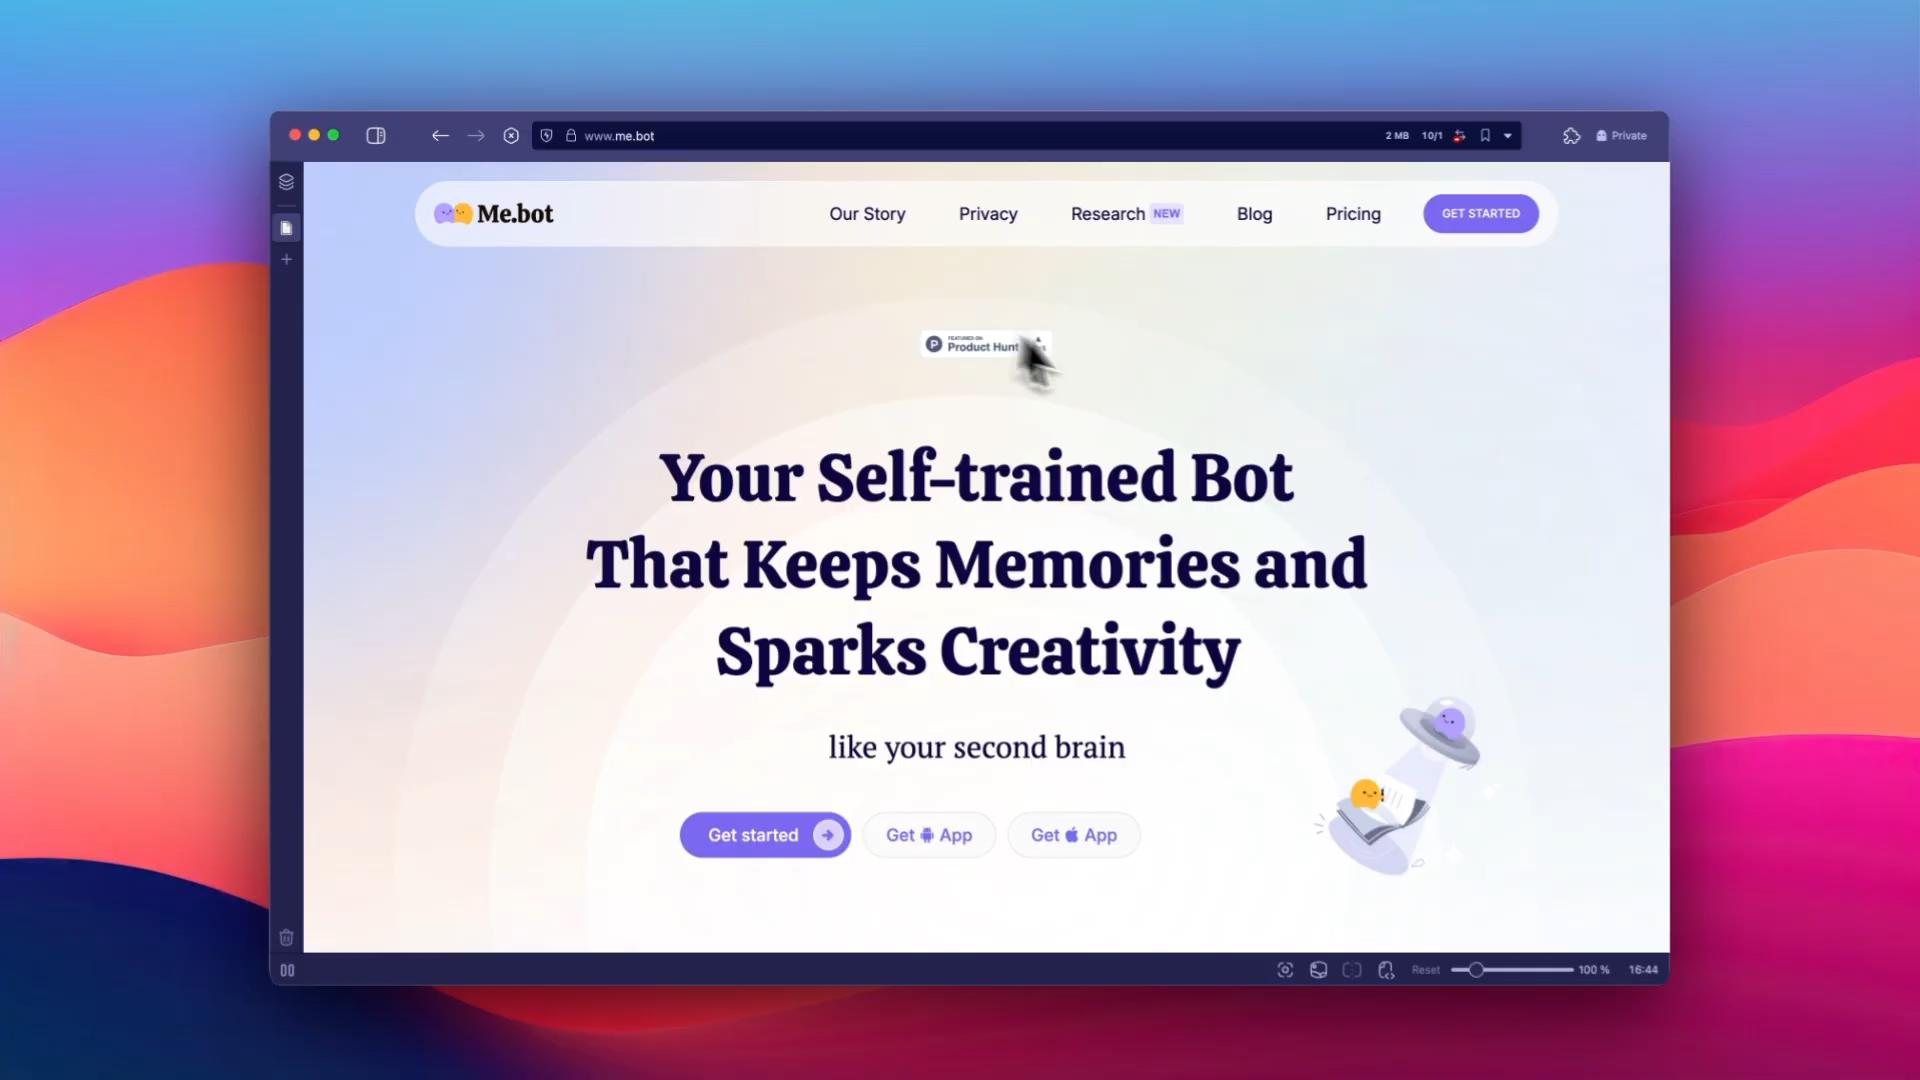 www.me.bot
2 MB
10/1
Private
Me.bot
Our Story
Privacy
Research NEW
Blog
Pricing
GET STARTED
FEATURED ON
Product Hunt
Your Self-trained Bot
That Keeps Memories and
Sparks Creativity
like your second brain
Get started
Get App
Get App
Reset
100 %
16:44